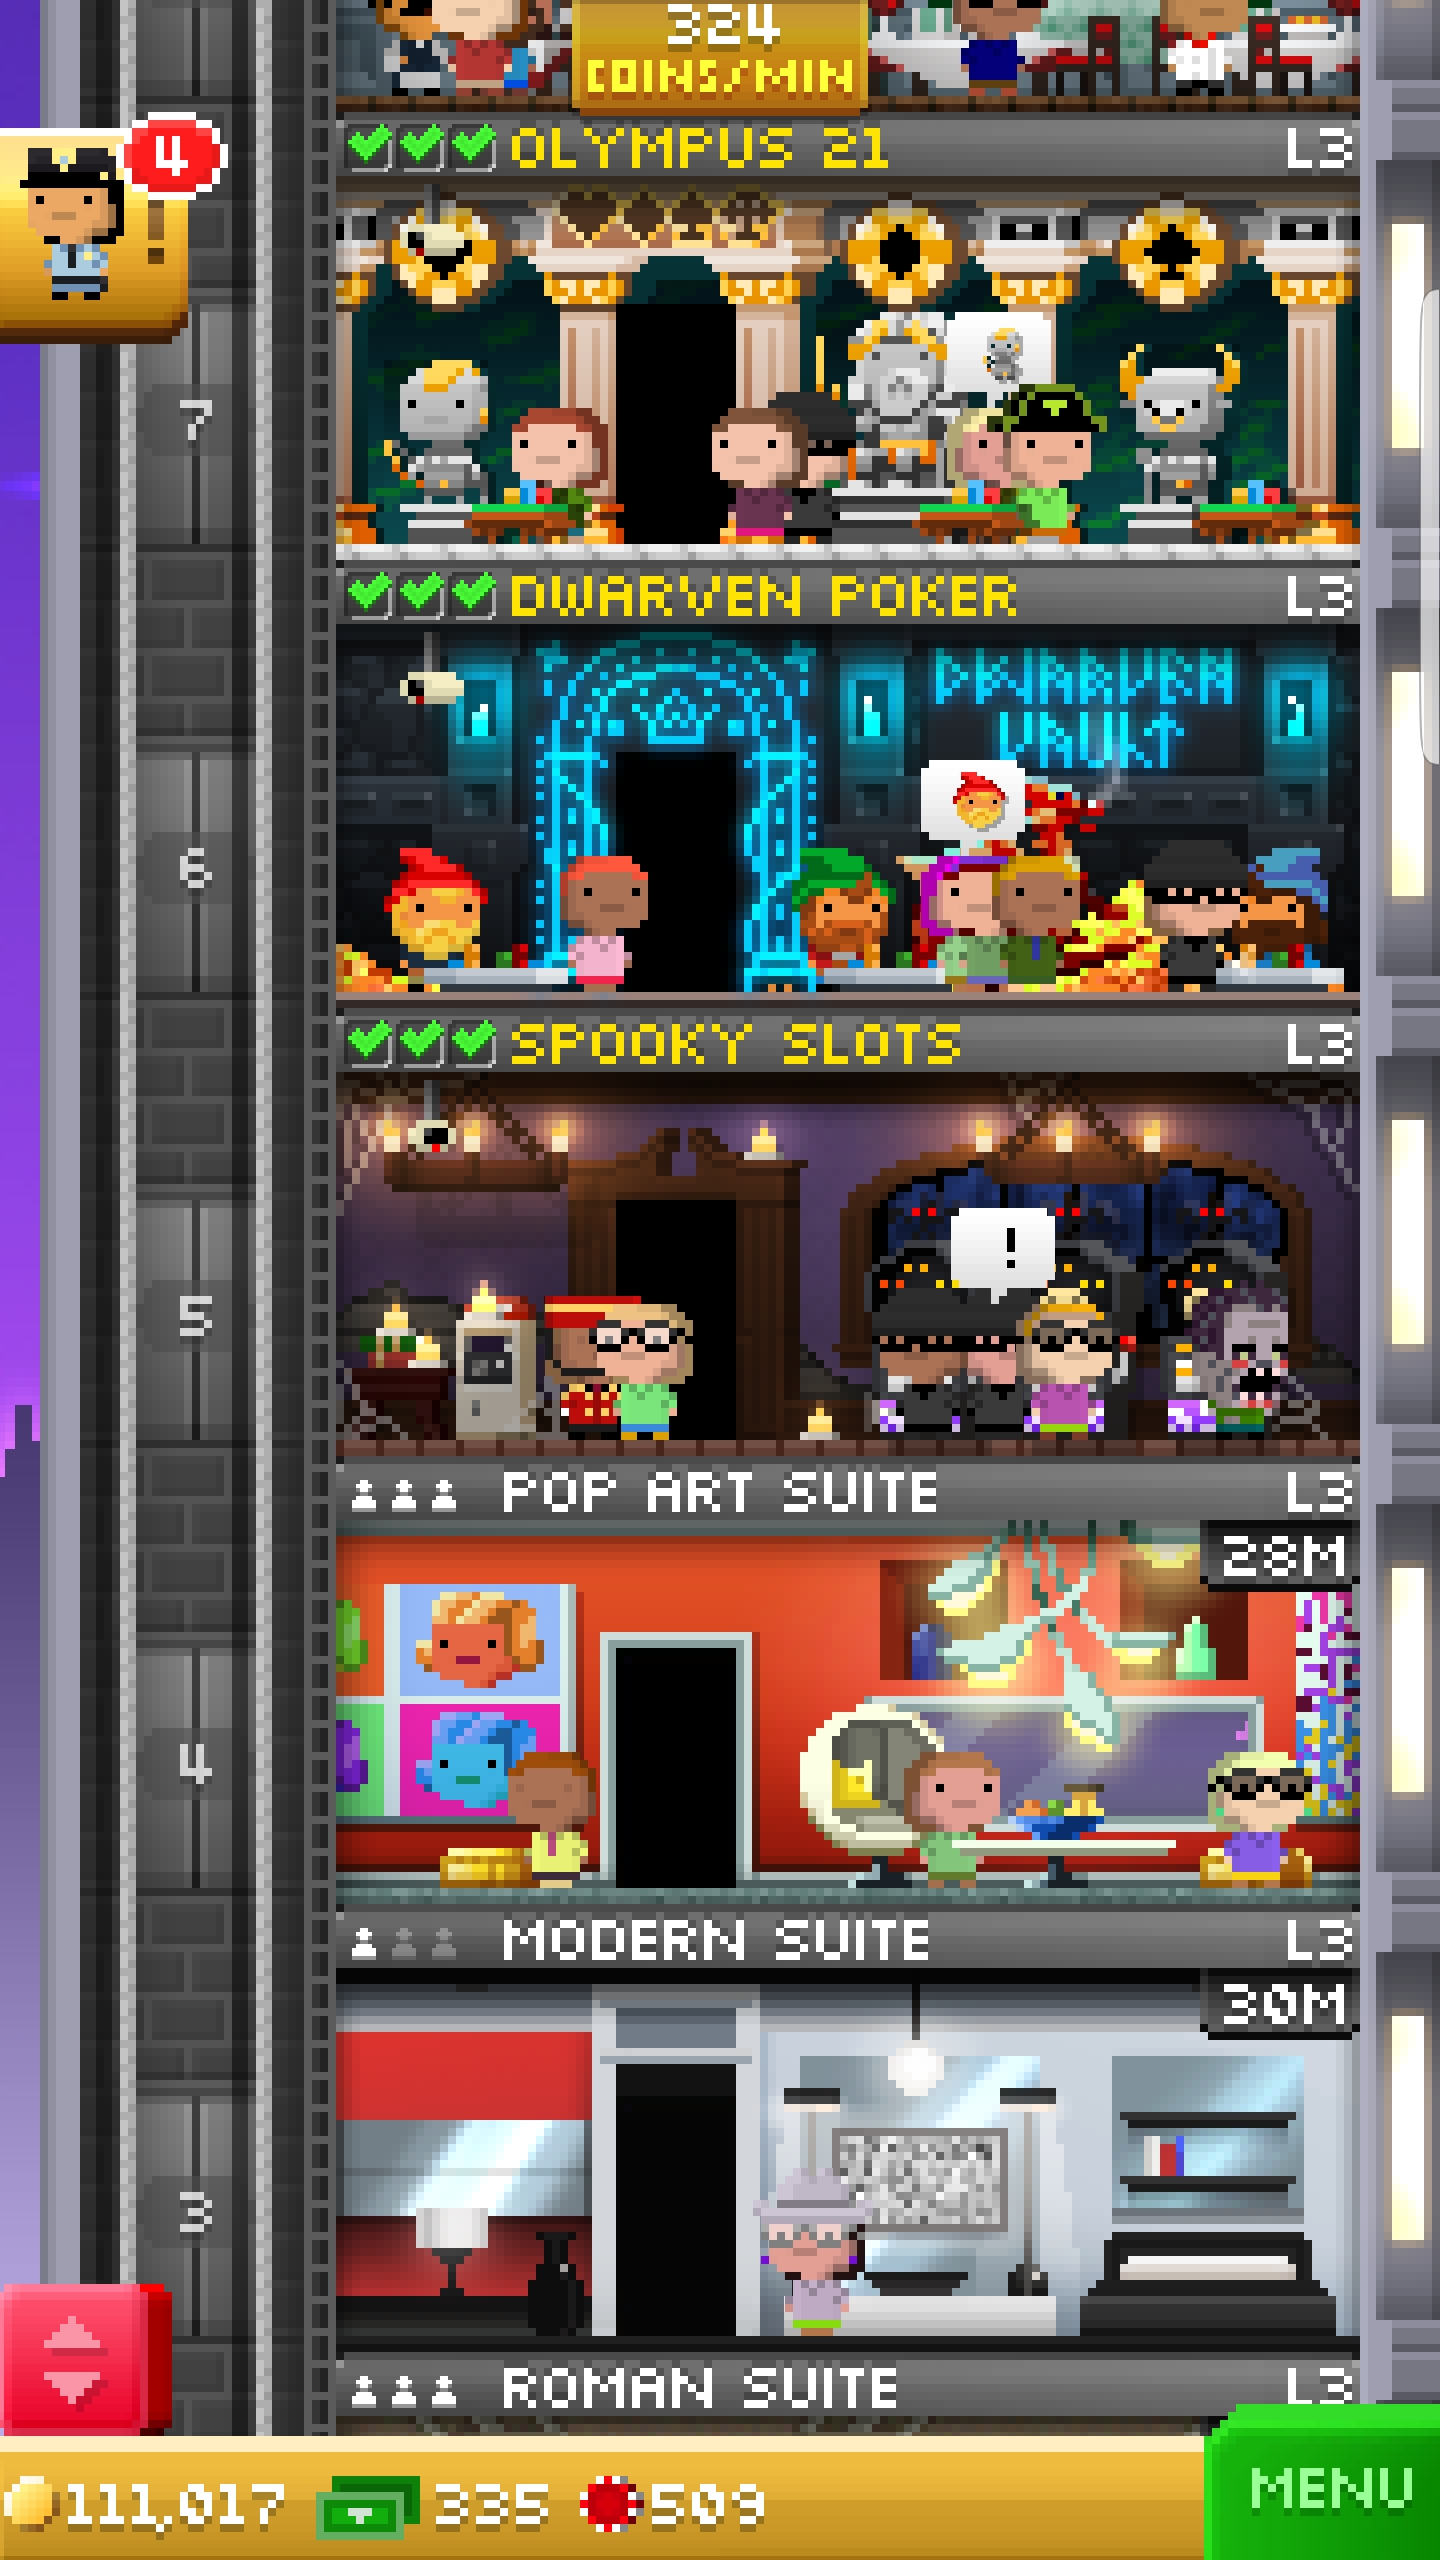 324
COINS/MIN
4
!
OLYMPUS 21 L3
7
DWARVEN POKER L3
DWARVEN
VAULT
6
SPOOKY SLOTS L3
!
5
POP ART SUITE L3
28M
4
MODERN SUITE L3
30M
3
ROMAN SUITE L3
111,017 335 509
MENU